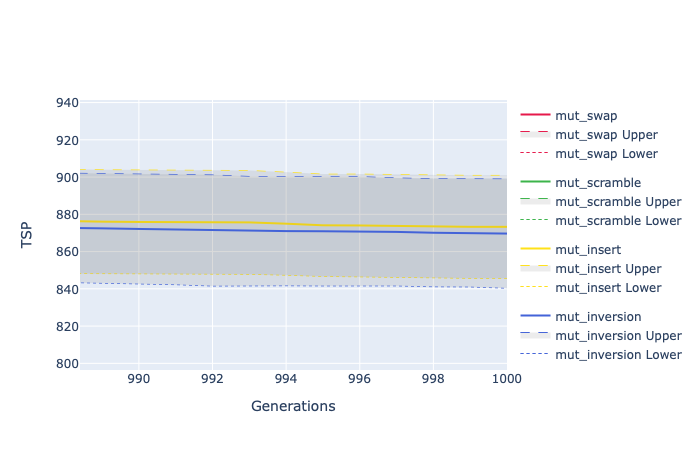 940
920
900
880
860
840
820
800
TSP
990
992
994
996
998
1000
Generations
mut_swap
mut_swap Upper
mut_swap Lower
mut_scramble
mut_scramble Upper
mut_scramble Lower
mut_insert
mut_insert Upper
mut_insert Lower
mut_inversion
mut_inversion Upper
mut_inversion Lower